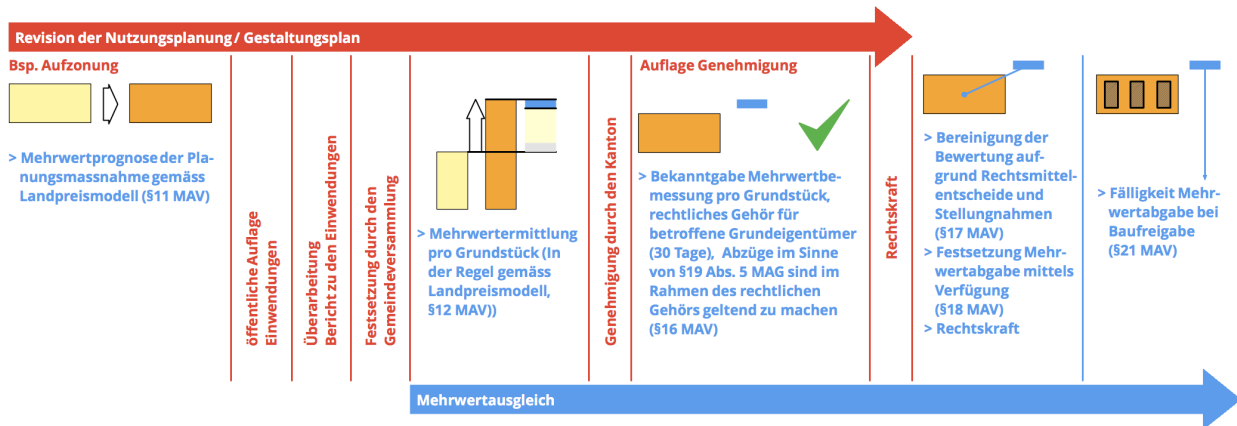 Revision der Nutzungsplanung / Gestaltungsplan
Bsp. Aufzonung
> Mehrwertprognose der Pla-
nungsmassnahme gemäss
Landpreismodell (§11 MAV)
öffentliche Auflage
Einwendungen
Überarbeitung
Bericht zu den Einwendungen
Festsetzung durch den
Gemeindeversammlung
> Mehrwertermittlung
pro Grundstück (In
der Regel gemäss
Landpreismodell,
§12 MAV))
Genehmigung durch den Kanton
Auflage Genehmigung
> Bekanntgabe Mehrwertbe-
messung pro Grundstück,
rechtliches Gehör für
betroffene Grundeigentümer
(30 Tage), Abzüge im Sinne
von §19 Abs. 5 MAG sind im
Rahmen des rechtlichen
Gehörs geltend zu machen
(§16 MAV)
Rechtskraft
> Bereinigung der
Bewertung auf-
grund Rechtsmittel-
entscheide und
Stellungnahmen
(§17 MAV)
> Festsetzung Mehr-
wertabgabe mittels
Verfügung
(§18 MAV)
> Rechtskraft
> Fälligkeit Mehr-
wertabgabe bei
Baufreigabe
(§21 MAV)
Mehrwertausgleich